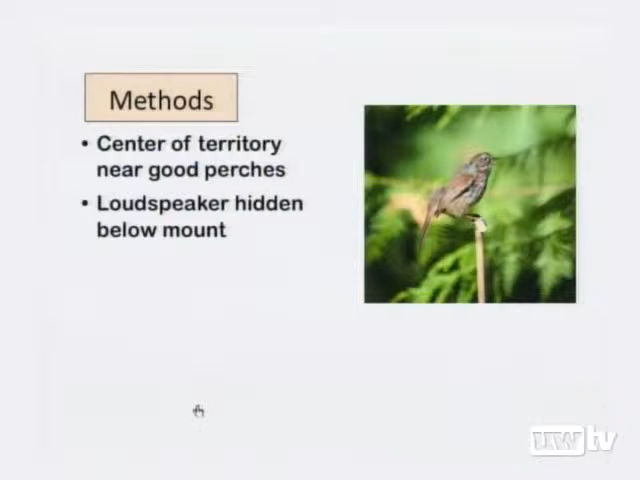 Methods
• Center of territory
near good perches
• Loudspeaker hidden
below mount
uwtv